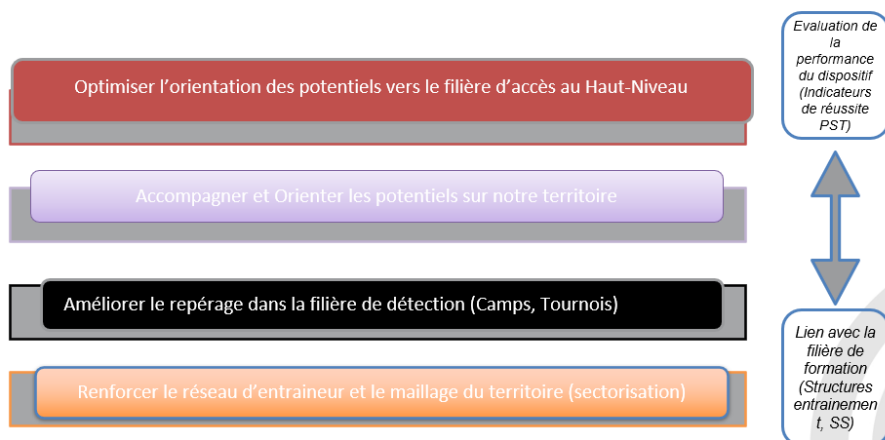 Optimiser l'orientation des potentiels vers le filière d'accès au Haut-Niveau
Accompagner et Orienter les potentiels sur notre territoire
Améliorer le repérage dans la filière de détection (Camps, Tournois)
Renforcer le réseau d'entraineur et le maillage du territoire (sectorisation)
Evaluation de
la
performance
du dispositif
(Indicateurs
de réussite
PST)
Lien avec la
filière de
formation
(Structures
entrainemen
t, SS)